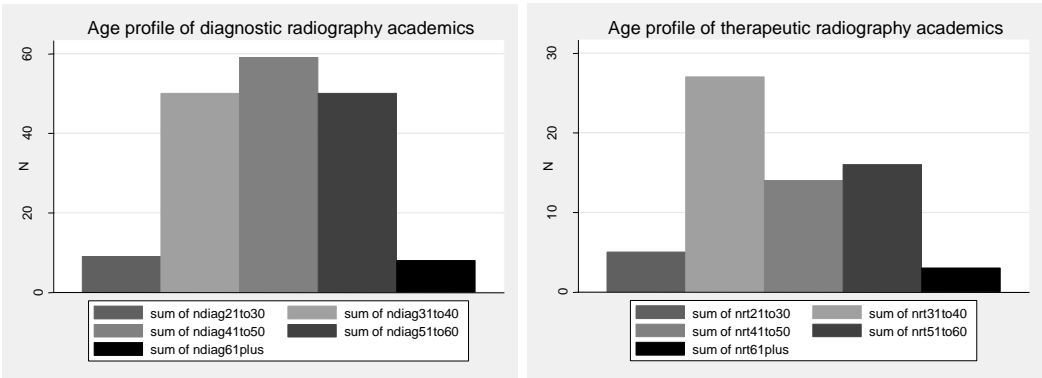 Age profile of diagnostic radiography academics
60
40
20
0
N
sum of ndiag21to30 sum of ndiag31to40
sum of ndiag41to50 sum of ndiag51to60
sum of ndiag61plus
Age profile of therapeutic radiography academics
30
20
10
0
N
sum of nrt21to30 sum of nrt31to40
sum of nrt41to50 sum of nrt51to60
sum of nrt61plus